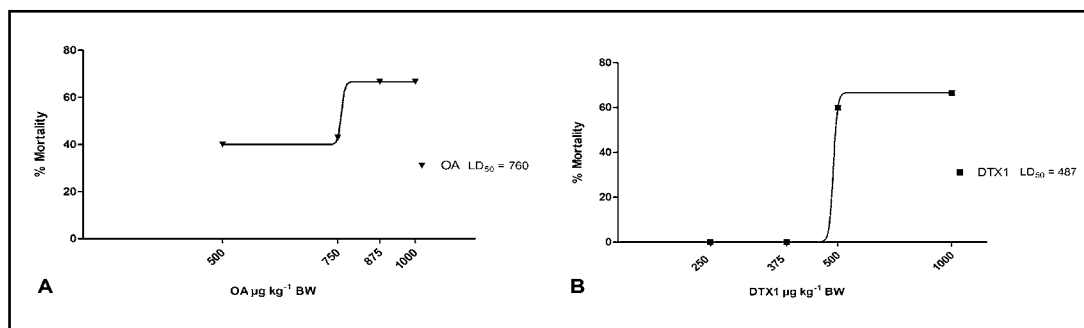 80
60
40
20
0
% Mortality
500
750
875
1000
OA µg kg⁻¹ BW
OA LD₅₀ = 760
A
80
60
40
20
0
% Mortality
250
375
500
1000
DTX1 µg kg⁻¹ BW
DTX1 LD₅₀ = 487
B